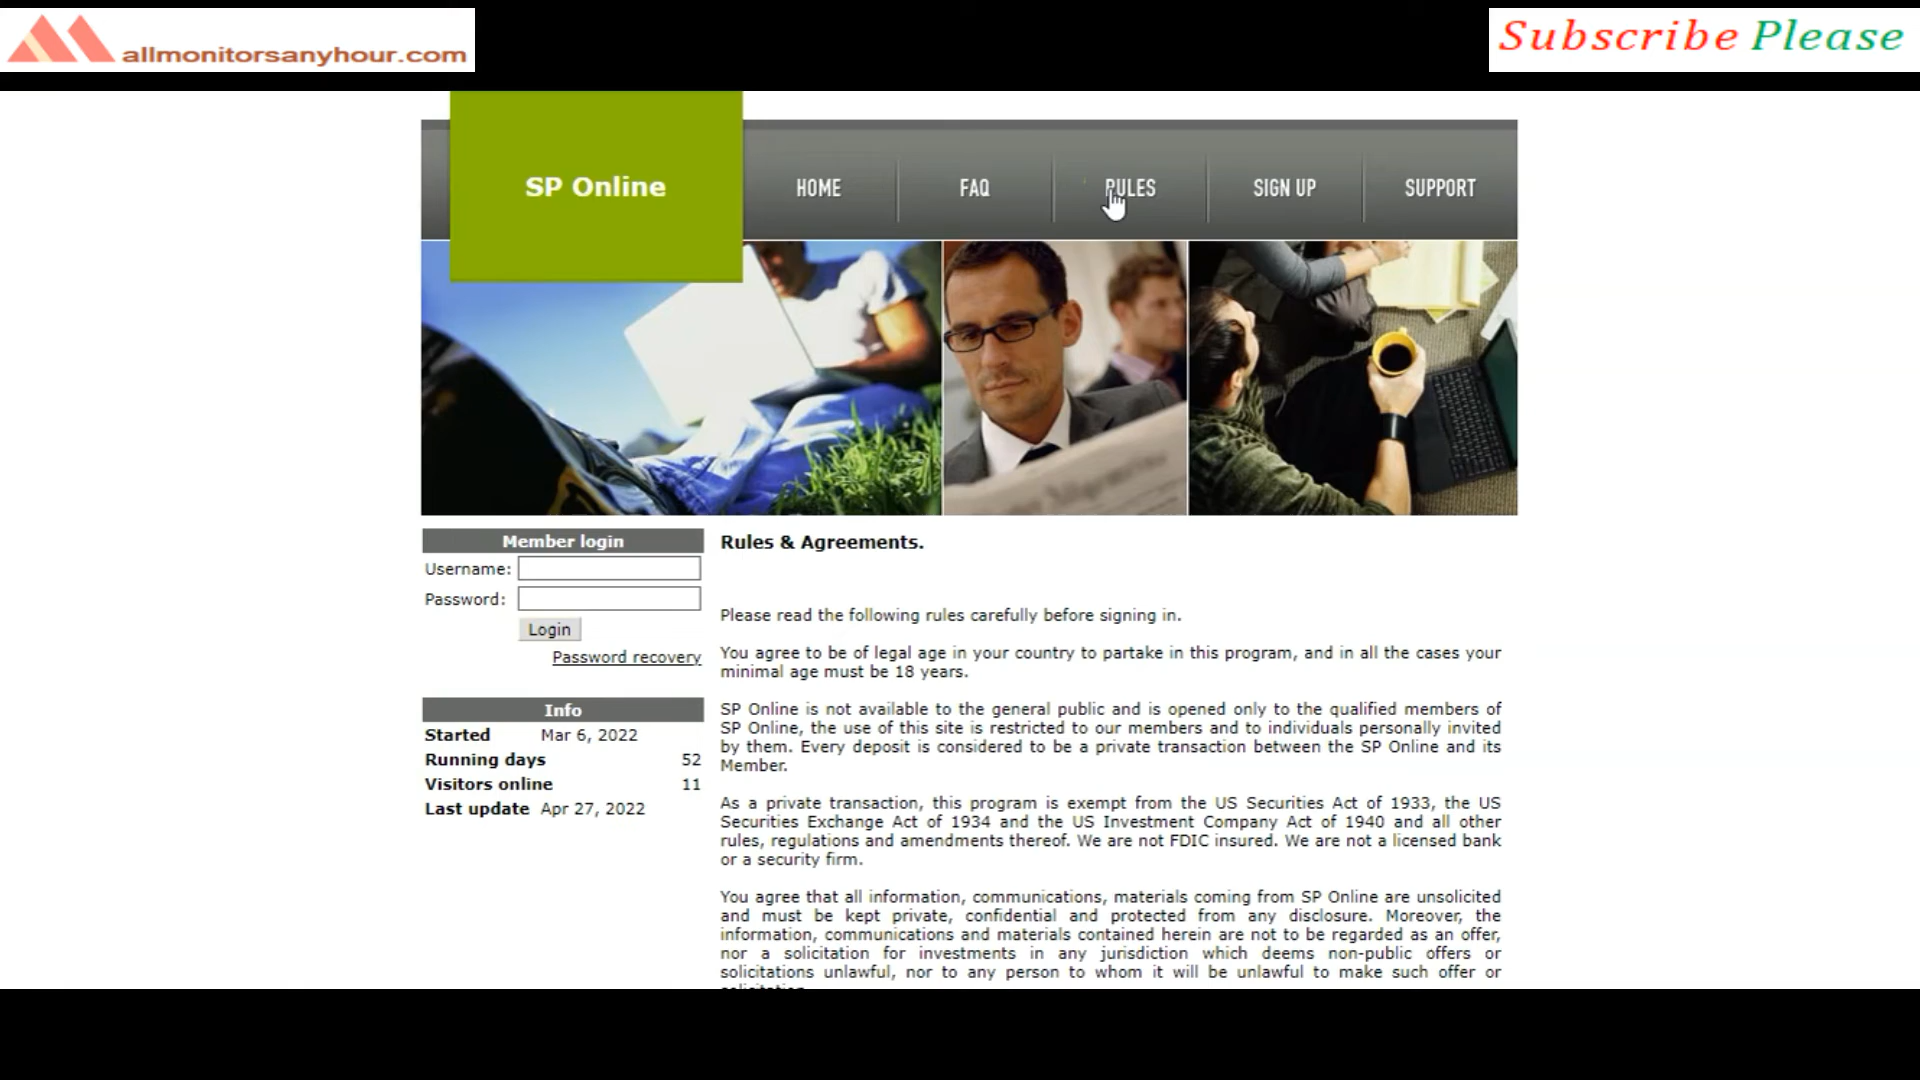 allmonitorsanyhour.com
Subscribe Please
SP Online
HOME
FAQ
RULES
SIGN UP
SUPPORT
Member login
Username:
Password:
Login
Password recovery
Info
Started Mar 6, 2022
Running days 52
Visitors online 11
Last update Apr 27, 2022
Rules & Agreements.
Please read the following rules carefully before signing in.
You agree to be of legal age in your country to partake in this program, and in all the cases your
minimal age must be 18 years.
SP Online is not available to the general public and is opened only to the qualified members of
SP Online, the use of this site is restricted to our members and to individuals personally invited
by them. Every deposit is considered to be a private transaction between the SP Online and its
Member.
As a private transaction, this program is exempt from the US Securities Act of 1933, the US
Securities Exchange Act of 1934 and the US Investment Company Act of 1940 and all other
rules, regulations and amendments thereof. We are not FDIC insured. We are not a licensed bank
or a security firm.
You agree that all information, communications, materials coming from SP Online are unsolicited
and must be kept private, confidential and protected from any disclosure. Moreover, the
information, communications and materials contained herein are not to be regarded as an offer,
nor a solicitation for investments in any jurisdiction which deems non-public offers or
solicitations unlawful, nor to any person to whom it will be unlawful to make such offer or